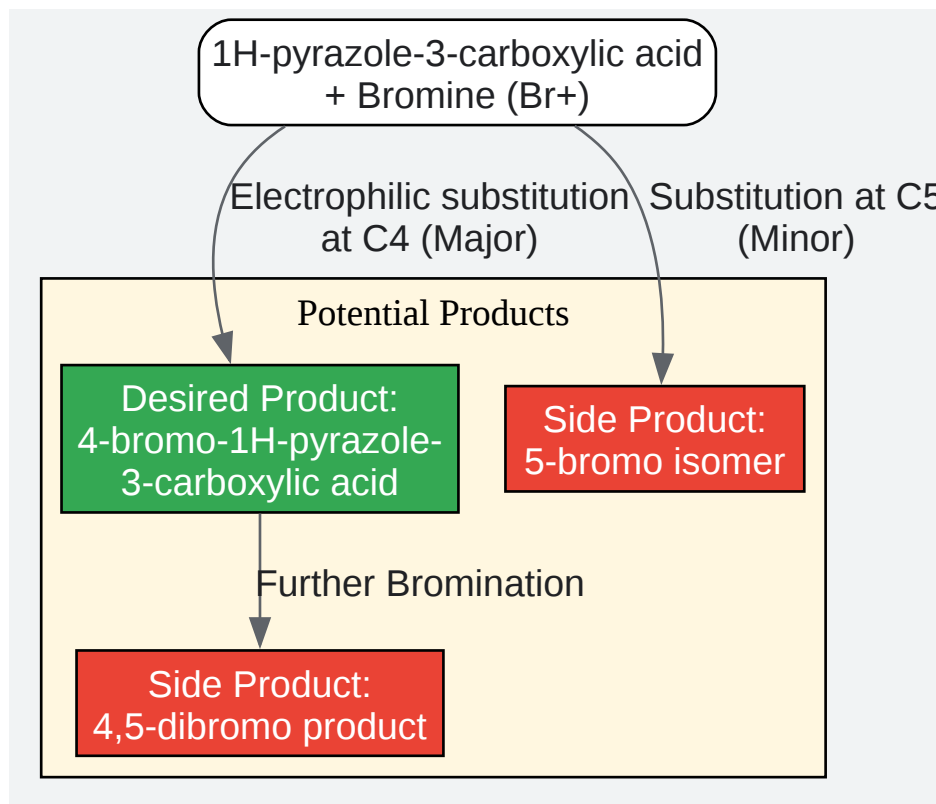 1H-pyrazole-3-carboxylic acid
+ Bromine (Br+)
Electrophilic substitution
at C4 (Major)
Substitution at C5
(Minor)
Potential Products
Desired Product:
4-bromo-1H-pyrazole-
3-carboxylic acid
Side Product:
5-bromo isomer
Further Bromination
Side Product:
4,5-dibromo product